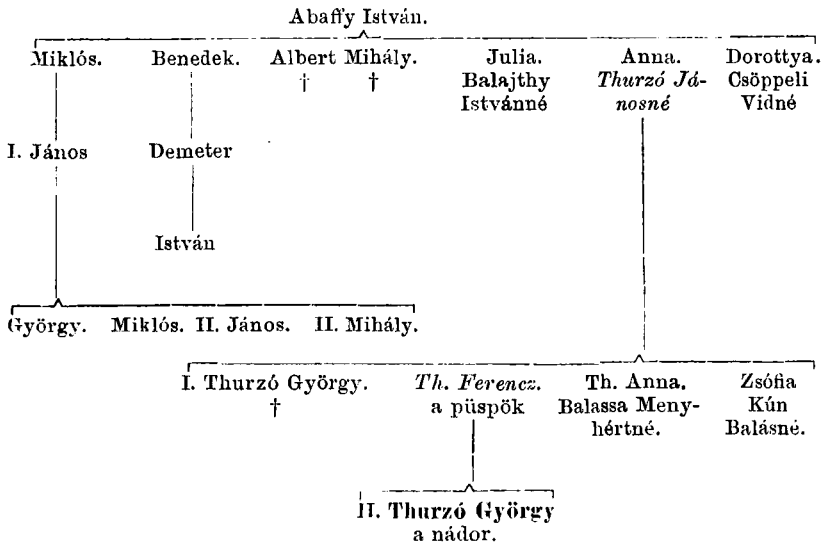 Abaffy István.
Miklós. Benedek. Albert Mihály. Julia. Anna. Dorottya.
† † Balajthy Thurzó Já- Csöppeli
Istvánné nosné Vidné
I. János Demeter
István
György. Miklós. II. János. II. Mihály.
I. Thurzó György. Th. Ferencz. Th. Anna. Zsófia
† a püspök Balassa Meny- Kún
hértné. Balásné.
II. Thurzó György
a nádor.